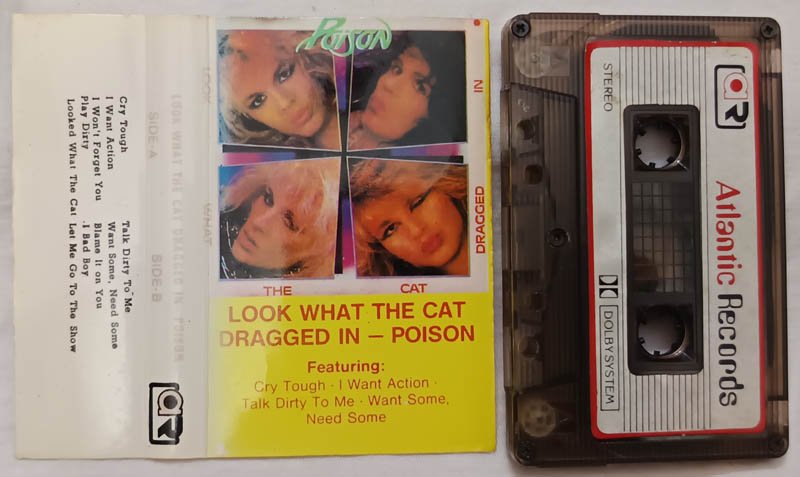 Cry Tough
I Want Action
I Won't Forget You
Play Dirty
Looked What The Cat
Talk Dirty To Me
Want Some, Need Some
Blame It on You
.I Bad Boy
Let Me Go To The Show
SIDE-A
SIDE-B
LOOK WHAT THE CAT DRAGGED IN POISON
ar
POISON
LOOK
WHAT
THE
CAT
DRAGGED
IN
LOOK WHAT THE CAT
DRAGGED IN – POISON
Featuring:
Cry Tough · I Want Action ·
Talk Dirty To Me · Want Some,
Need Some
ar
Atlantic Records
STEREO
DOLBY SYSTEM